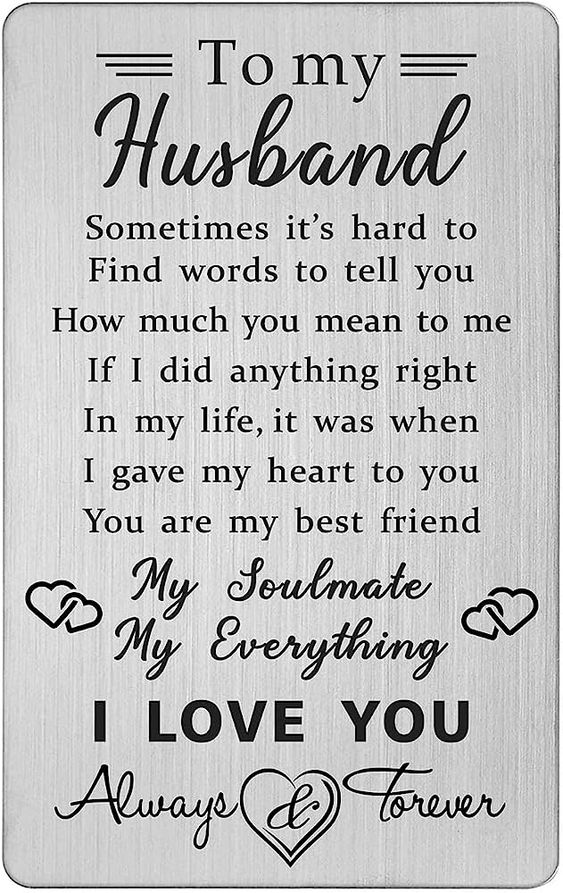 To my
Husband
Sometimes it's hard to
Find words to tell you
How much you mean to me
If I did anything right
In my life, it was when
I gave my heart to you
You are my best friend
My Soulmate
My Everything
I LOVE YOU
Always & Forever